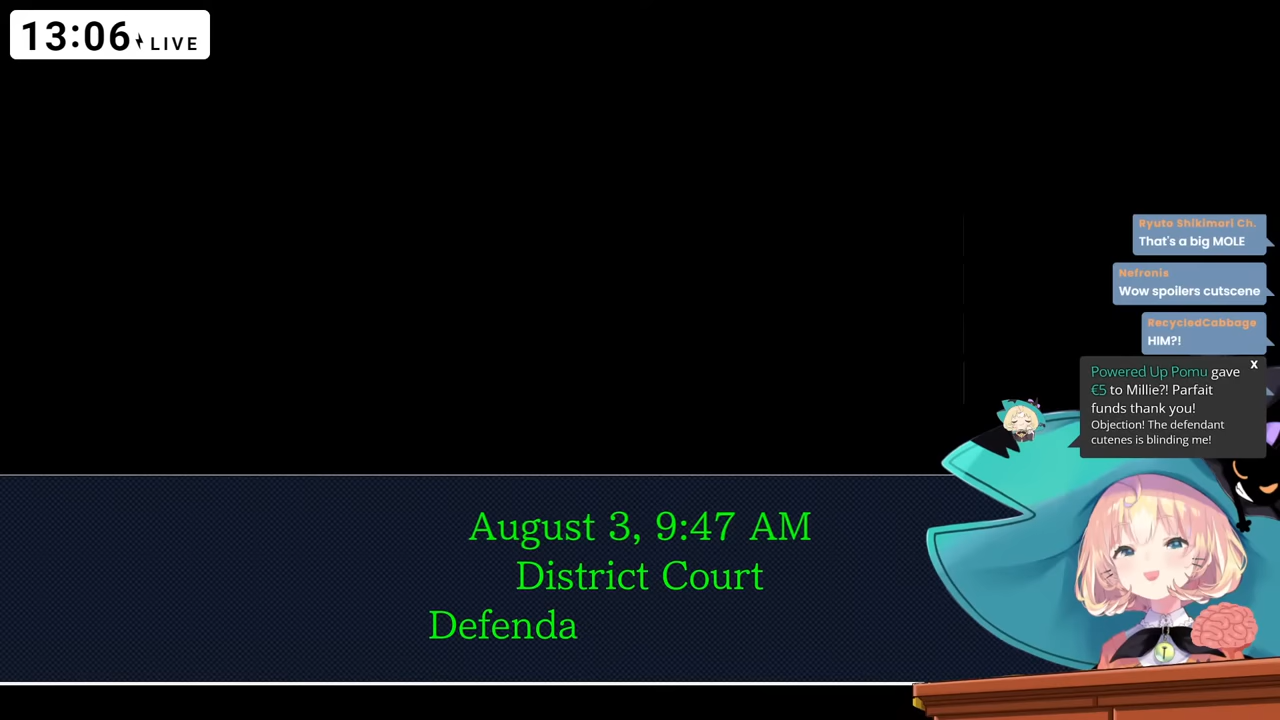 13:06 LIVE
Ryuto Shikimori Ch.
That's a big MOLE
Nefronis
Wow spoilers cutscene
RecycledCabbage
HIM?!
X
Powered Up Pomu gave
€5 to Millie?! Parfait
funds thank you!
Objection! The defendant
cutenes is blinding me!
August 3, 9:47 AM
District Court
Defenda